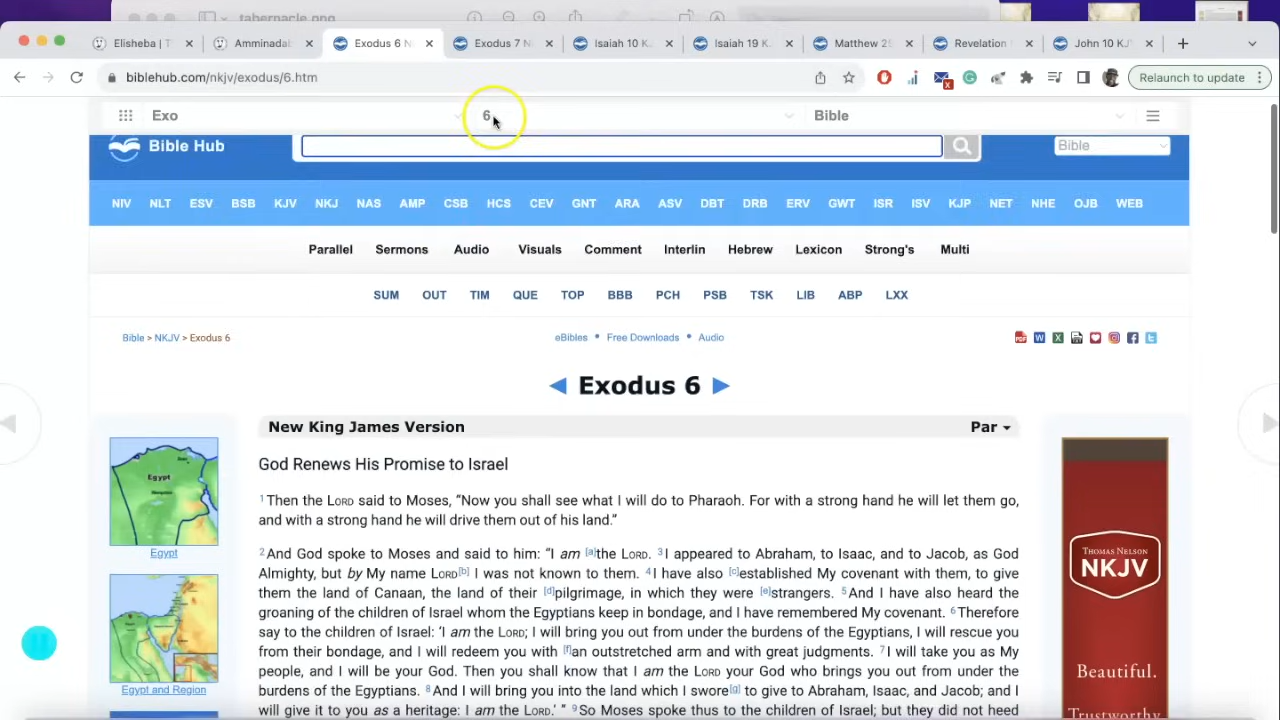 tabernacle.png
Elisheba | T
Amminadab
Exodus 6 N
Exodus 7 N
Isaiah 10 K
Isaiah 19 K
Matthew 25
Revelation
John 10 KJ
biblehub.com/nkjv/exodus/6.htm
Relaunch to update
Exo 6 Bible
Bible Hub
Bible
NIV NLT ESV BSB KJV NKJ NAS AMP CSB HCS CEV GNT ARA ASV DBT DRB ERV GWT ISR ISV KJP NET NHE OJB WEB
Parallel Sermons Audio Visuals Comment Interlin Hebrew Lexicon Strong's Multi
SUM OUT TIM QUE TOP BBB PCH PSB TSK LIB ABP LXX
Bible > NKJV > Exodus 6
eBibles • Free Downloads • Audio
◄ Exodus 6 ►
New King James Version
Par
God Renews His Promise to Israel
1Then the LORD said to Moses, “Now you shall see what I will do to Pharaoh. For with a strong hand he will let them go,
and with a strong hand he will drive them out of his land.”
2And God spoke to Moses and said to him: “I am [a]the LORD. 3I appeared to Abraham, to Isaac, and to Jacob, as God
Almighty, but by My name LORD[b] I was not known to them. 4I have also [c]established My covenant with them, to give
them the land of Canaan, the land of their [d]pilgrimage, in which they were [e]strangers. 5And I have also heard the
groaning of the children of Israel whom the Egyptians keep in bondage, and I have remembered My covenant. 6Therefore
say to the children of Israel: ‘I am the LORD; I will bring you out from under the burdens of the Egyptians, I will rescue you
from their bondage, and I will redeem you with [f]an outstretched arm and with great judgments. 7I will take you as My
people, and I will be your God. Then you shall know that I am the LORD your God who brings you out from under the
burdens of the Egyptians. 8And I will bring you into the land which I swore[g] to give to Abraham, Isaac, and Jacob; and I
will give it to you as a heritage: I am the LORD.’ ” 9So Moses spoke thus to the children of Israel; but they did not heed
Egypt
Egypt
Egypt and Region
THOMAS NELSON
NKJV
Beautiful.
Trustworthy